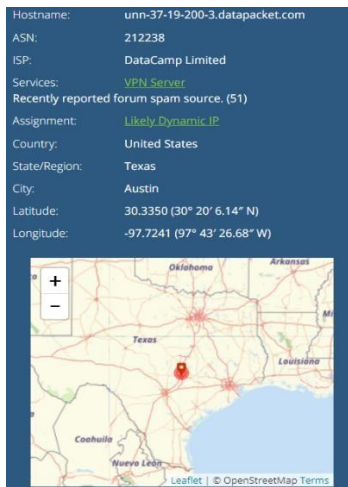 Hostname: unn-37-19-200-3.datapacket.com
ASN: 212238
ISP: DataCamp Limited
Services: VPN Server
Recently reported forum spam source. (51)
Assignment: Likely Dynamic IP
Country: United States
State/Region: Texas
City: Austin
Latitude: 30.3350 (30° 20′ 6.14″ N)
Longitude: -97.7241 (97° 43′ 26.68″ W)
+
−
Oklahoma
Arkansas
Mi
Texas
Louisiana
Coahuila
Nuevo León
Leaflet | © OpenStreetMap Terms